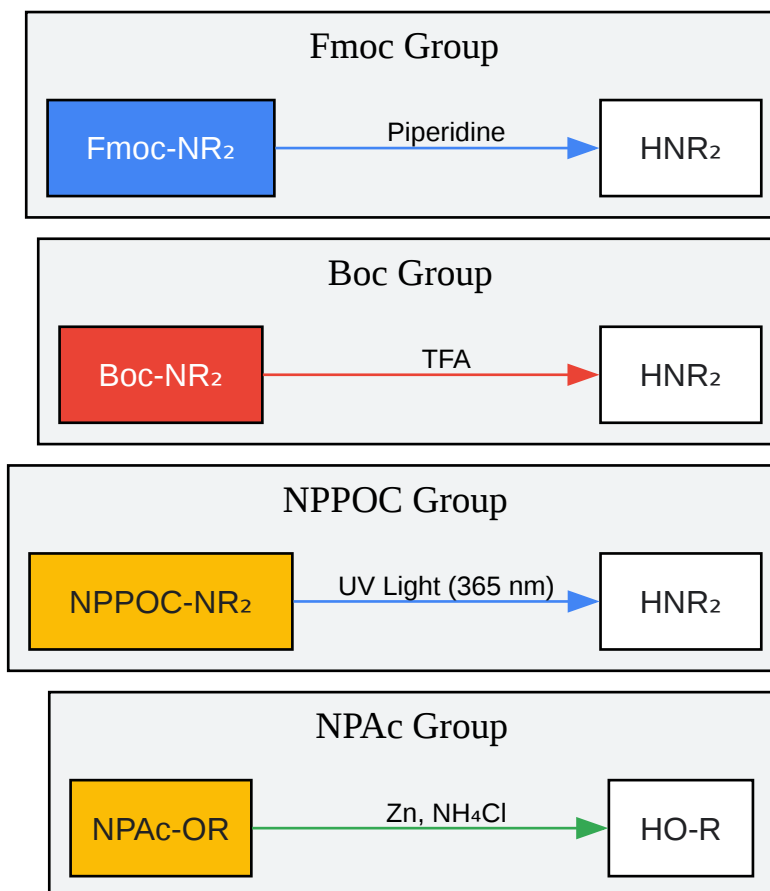 Fmoc Group
Fmoc-NR₂
Piperidine
HNR₂
Boc Group
Boc-NR₂
TFA
HNR₂
NPPOC Group
NPPOC-NR₂
UV Light (365 nm)
HNR₂
NPAc Group
NPAc-OR
Zn, NH₄Cl
HO-R